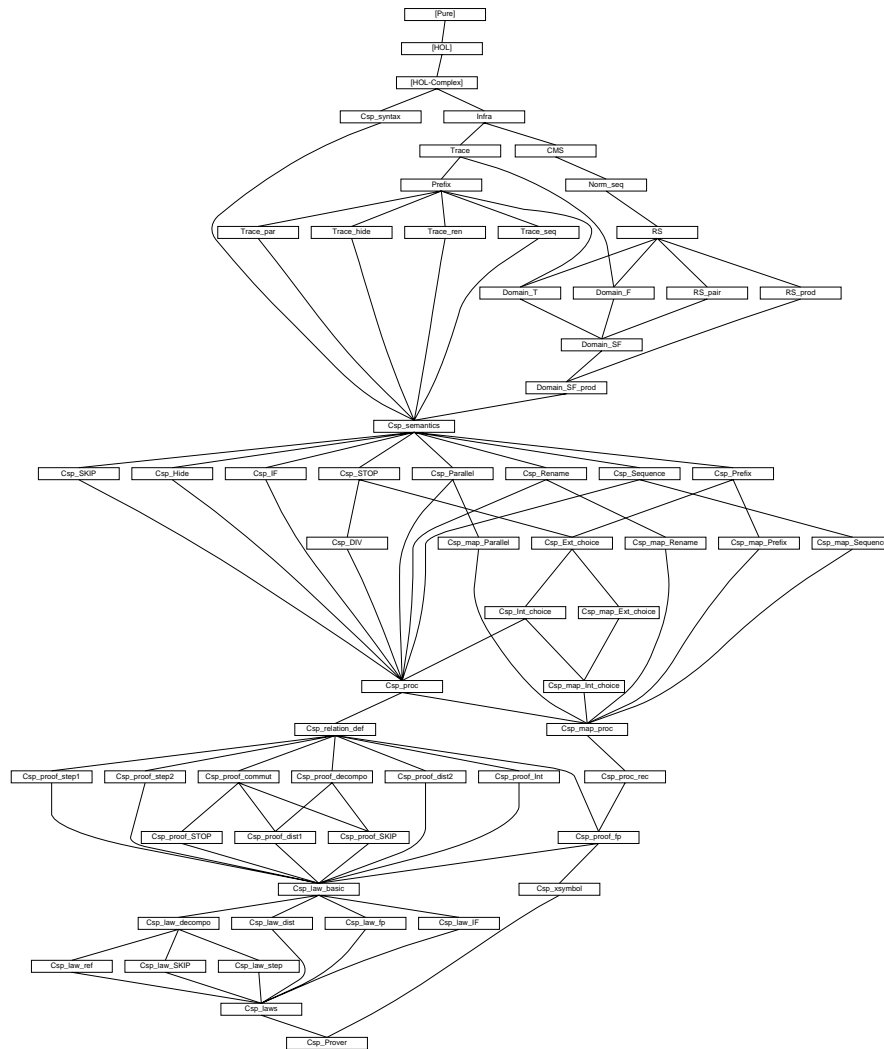 [Pure]
[HOL]
[HOL-Complex]
Csp_syntax
Infra
Trace
CMS
Prefix
Norm_seq
Trace_par
Trace_hide
Trace_ren
Trace_seq
RS
Domain_T
Domain_F
RS_pair
RS_prod
Domain_SF
Domain_SF_prod
Csp_semantics
Csp_SKIP
Csp_Hide
Csp_IF
Csp_STOP
Csp_Parallel
Csp_Rename
Csp_Sequence
Csp_Prefix
Csp_DIV
Csp_map_Parallel
Csp_Ext_choice
Csp_map_Rename
Csp_map_Prefix
Csp_map_Sequence
Csp_Int_choice
Csp_map_Ext_choice
Csp_proc
Csp_map_Int_choice
Csp_relation_def
Csp_map_proc
Csp_proof_step1
Csp_proof_step2
Csp_proof_commut
Csp_proof_decompo
Csp_proof_dist2
Csp_proof_Int
Csp_proc_rec
Csp_proof_STOP
Csp_proof_dist1
Csp_proof_SKIP
Csp_proof_fp
Csp_law_basic
Csp_xsymbol
Csp_law_decompo
Csp_law_dist
Csp_law_fp
Csp_law_IF
Csp_law_ref
Csp_law_SKIP
Csp_law_step
Csp_laws
Csp_Prover